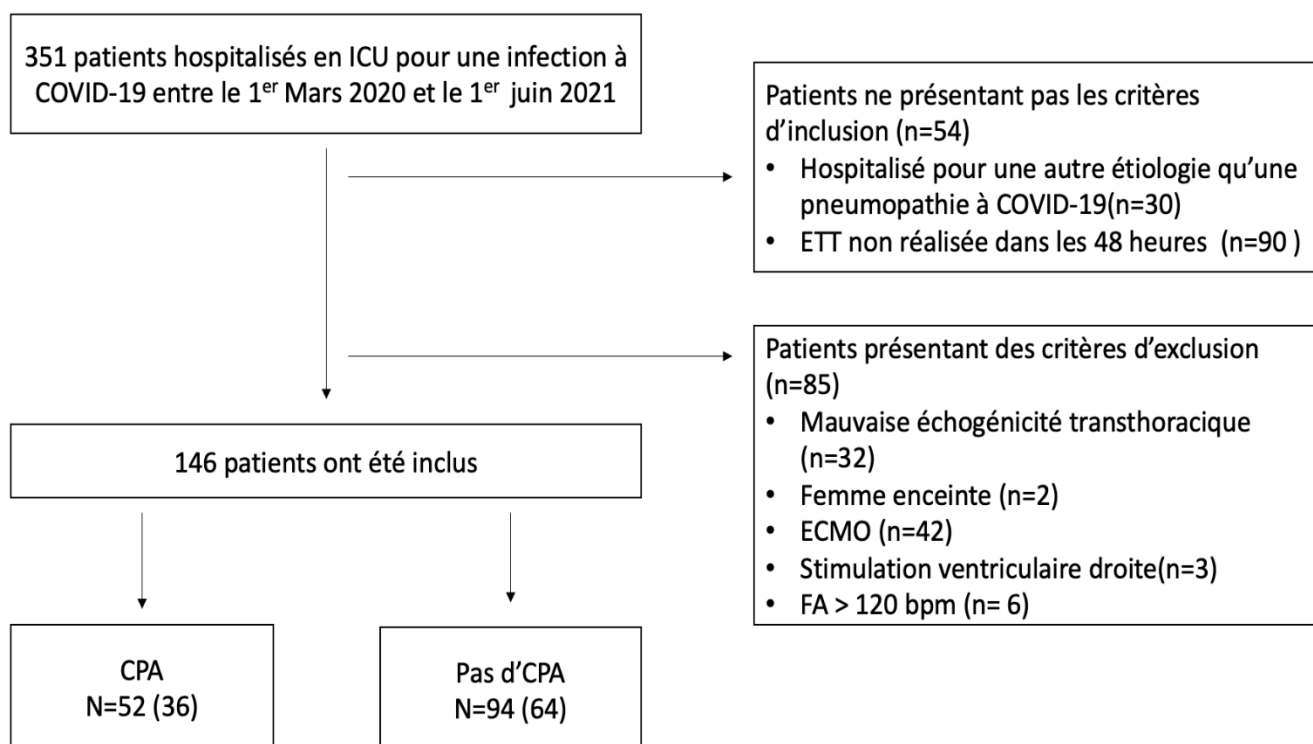 351 patients hospitalisés en ICU pour une infection à
COVID-19 entre le 1er Mars 2020 et le 1er juin 2021
Patients ne présentant pas les critères
d’inclusion (n=54)
• Hospitalisé pour une autre étiologie qu’une
pneumopathie à COVID-19(n=30)
• ETT non réalisée dans les 48 heures (n=90 )
Patients présentant des critères d’exclusion
(n=85)
• Mauvaise échogénicité transthoracique
(n=32)
• Femme enceinte (n=2)
• ECMO (n=42)
• Stimulation ventriculaire droite(n=3)
• FA > 120 bpm (n= 6)
146 patients ont été inclus
CPA
N=52 (36)
Pas d’CPA
N=94 (64)